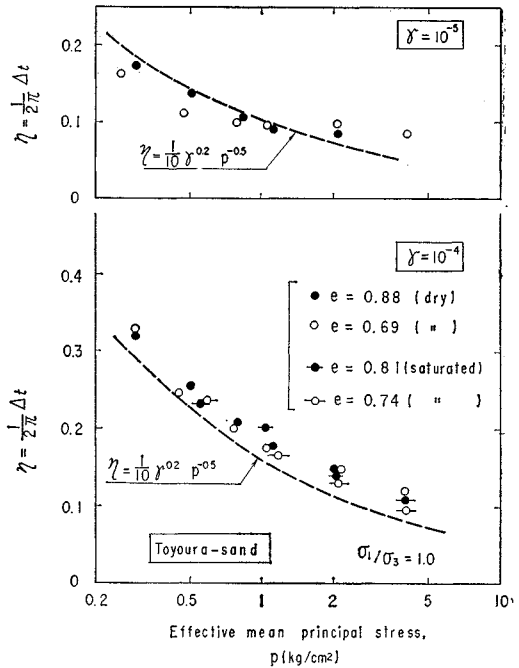 0.2
0.1
0
η = 1/2π Δt
γ = 10⁻⁵
η = 1/10 γ^0.2 p^-0.5
0.4
0.3
0.2
0.1
0
η = 1/2π Δt
γ = 10⁻⁴
● e = 0.88 (dry)
○ e = 0.69 ( " )
● e = 0.81 (saturated)
○ e = 0.74 ( " )
η = 1/10 γ^0.2 p^-0.5
Toyoura-sand
σ₁/σ₃ = 1.0
0.2 0.5 1 2 5 10
Effective mean principal stress,
p (kg/cm²)